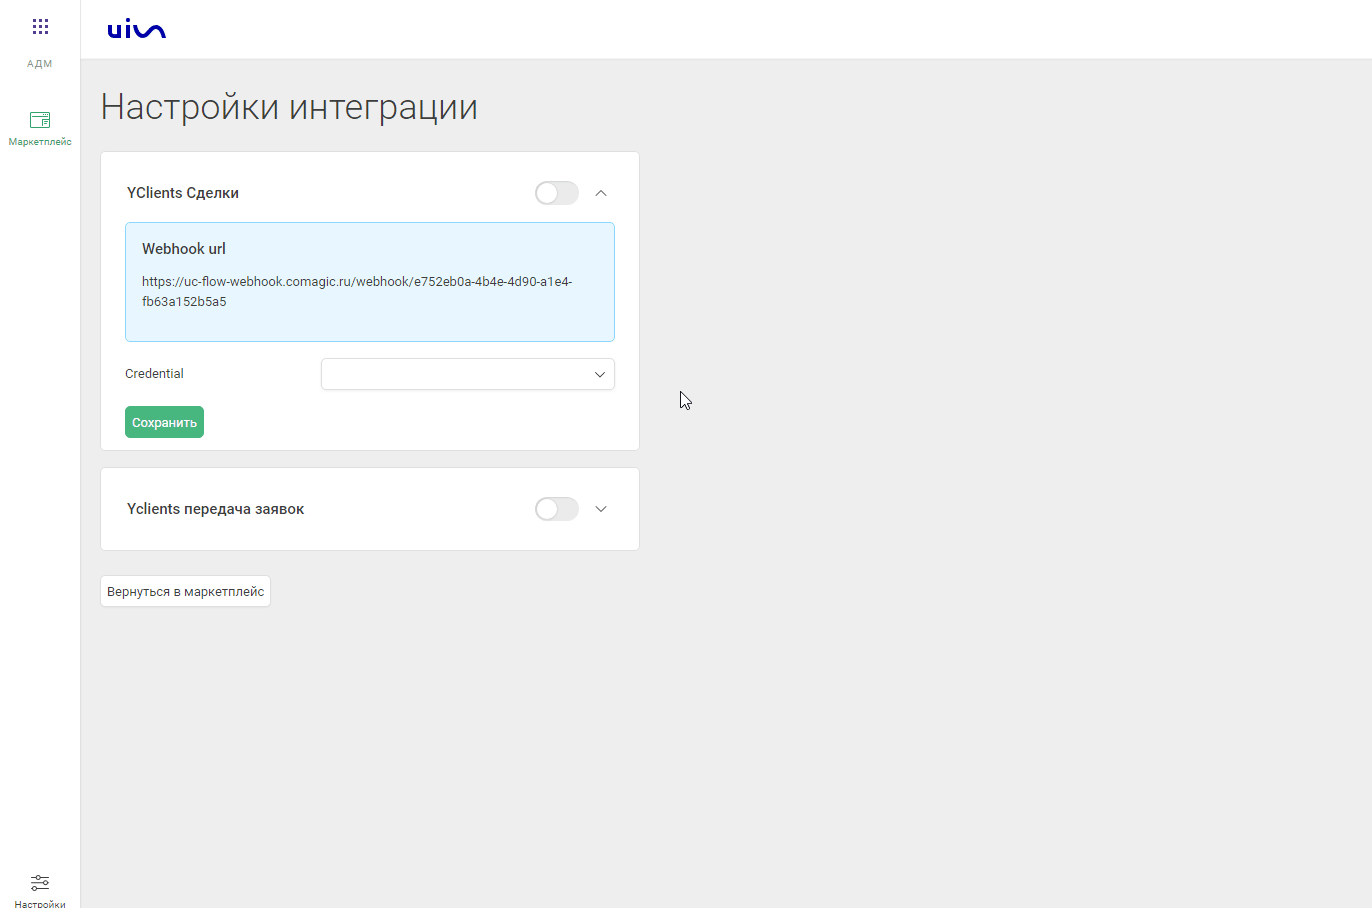 uis
АДМ
Маркетплейс
Настройки интеграции
YClients Сделки
Webhook url
https://uc-flow-webhook.comagic.ru/webhook/e752eb0a-4b4e-4d90-a1e4-
fb63a152b5a5
Credential
Сохранить
Yclients передача заявок
Вернуться в маркетплейс
Настройки